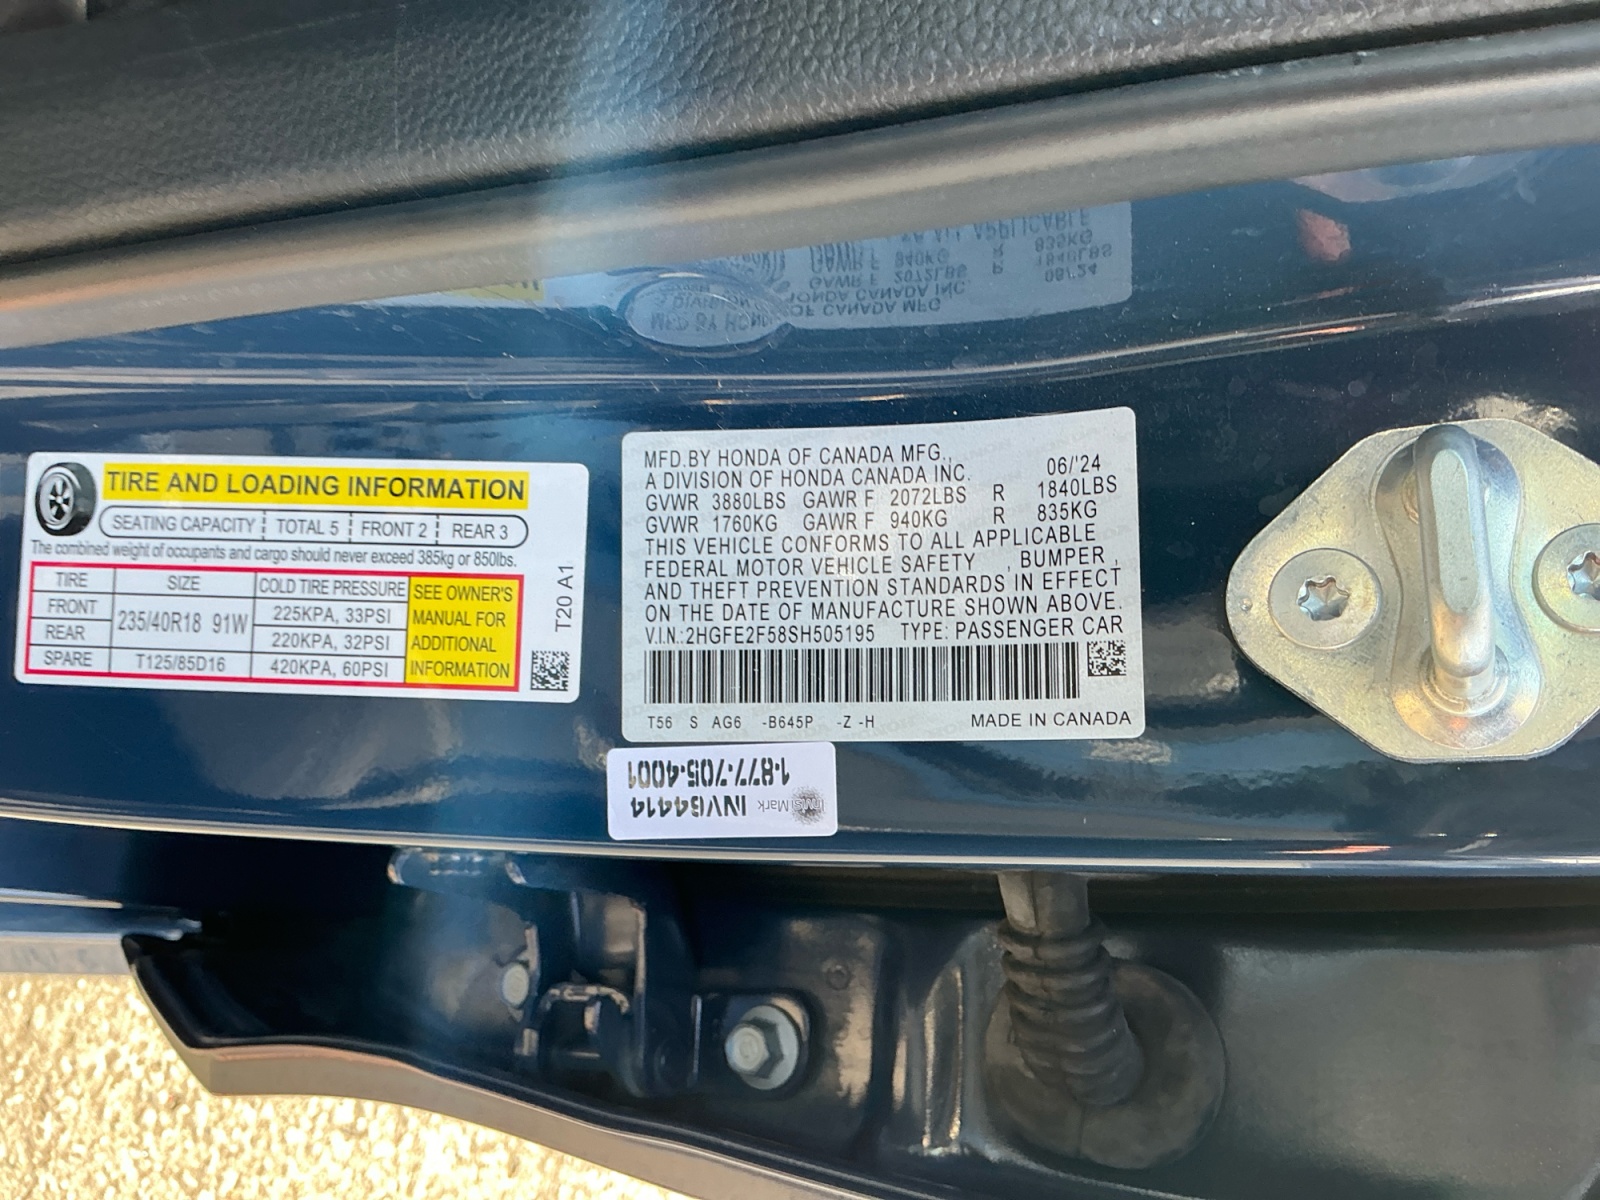 TIRE AND LOADING INFORMATION
SEATING CAPACITY TOTAL 5 FRONT 2 REAR 3
The combined weight of occupants and cargo should never exceed 385kg or 850lbs.
TIRE SIZE COLD TIRE PRESSURE
FRONT 235/40R18 91W 225KPA, 33PSI
REAR 220KPA, 32PSI
SPARE T125/85D16 420KPA, 60PSI
SEE OWNER'S
MANUAL FOR
ADDITIONAL
INFORMATION
T20 A1
MFD.BY HONDA OF CANADA MFG.,
A DIVISION OF HONDA CANADA INC. 06/'24
GVWR 3880LBS GAWR F 2072LBS R 1840LBS
GVWR 1760KG GAWR F 940KG R 835KG
THIS VEHICLE CONFORMS TO ALL APPLICABLE
FEDERAL MOTOR VEHICLE SAFETY , BUMPER ,
AND THEFT PREVENTION STANDARDS IN EFFECT
ON THE DATE OF MANUFACTURE SHOWN ABOVE.
V.I.N.:2HGFE2F58SH505195 TYPE: PASSENGER CAR
T56 S AG6 -B645P -Z -H MADE IN CANADA
InVisiMark INV64414
1-877-705-4001